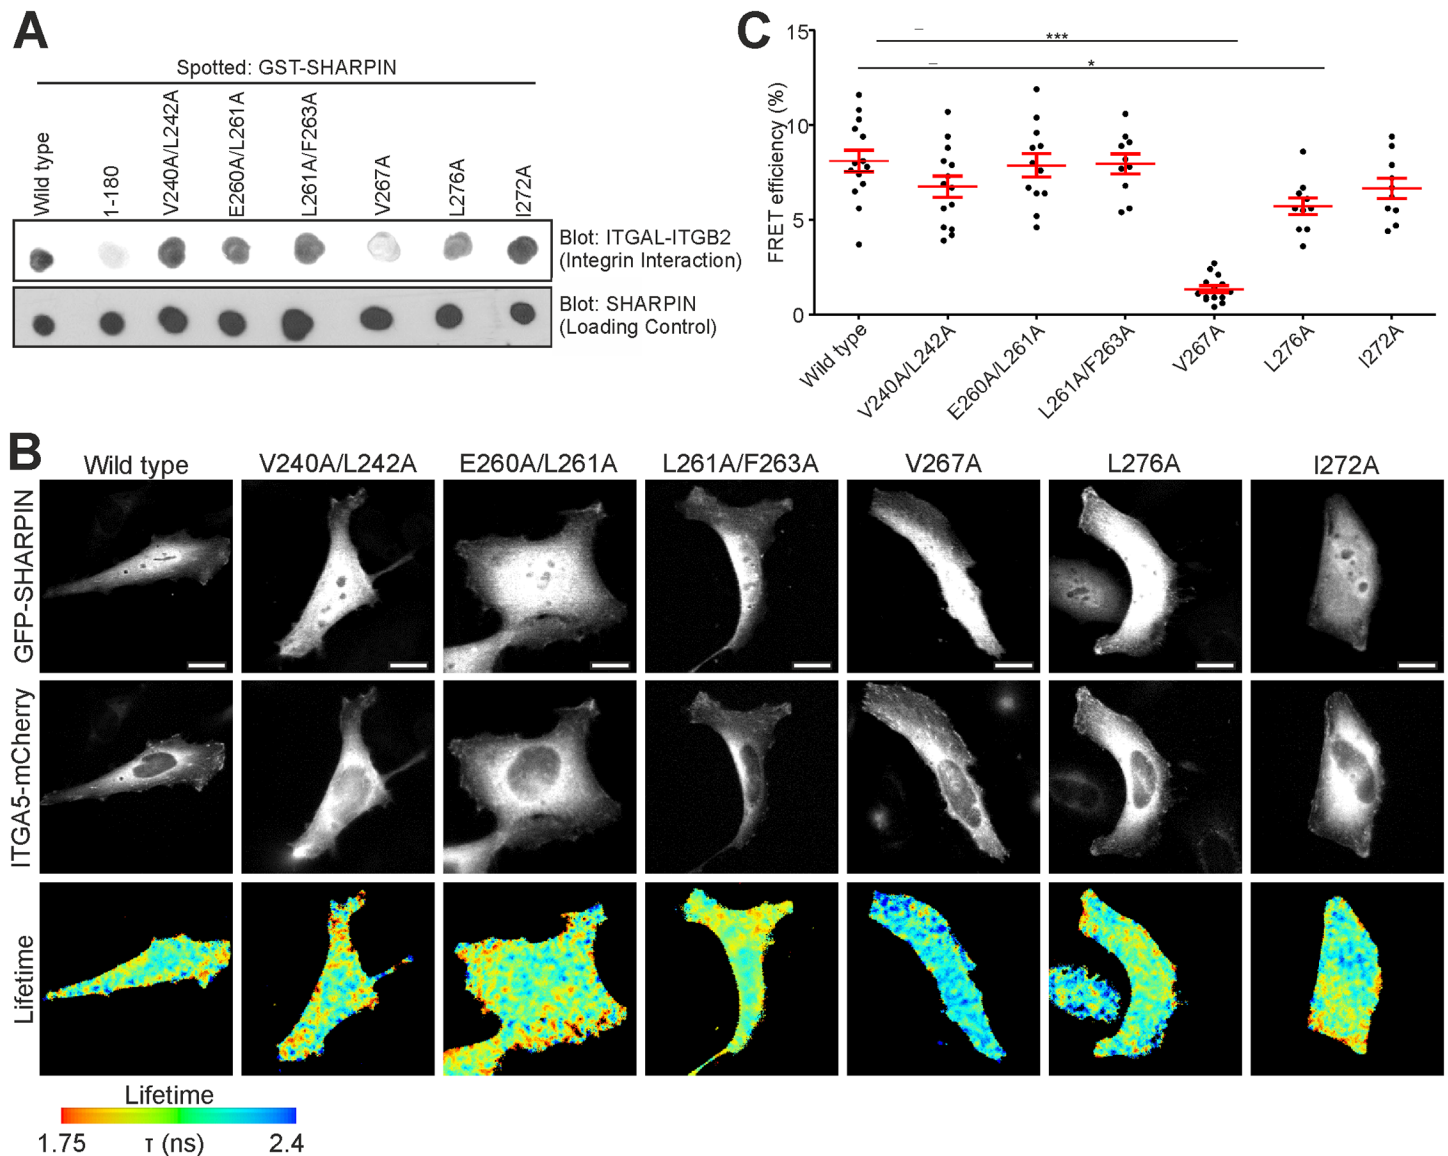 A
Spotted: GST-SHARPIN
Wild type
1-180
V240A/L242A
E260A/L261A
L261A/F263A
V267A
L276A
I272A
Blot: ITGAL-ITGB2
(Integrin Interaction)
Blot: SHARPIN
(Loading Control)
C
FRET efficiency (%)
15
10
5
0
***
*
Wild type
V240A/L242A
E260A/L261A
L261A/F263A
V267A
L276A
I272A
B
Wild type
V240A/L242A
E260A/L261A
L261A/F263A
V267A
L276A
I272A
GFP-SHARPIN
ITGA5-mCherry
Lifetime
Lifetime
1.75
τ (ns)
2.4